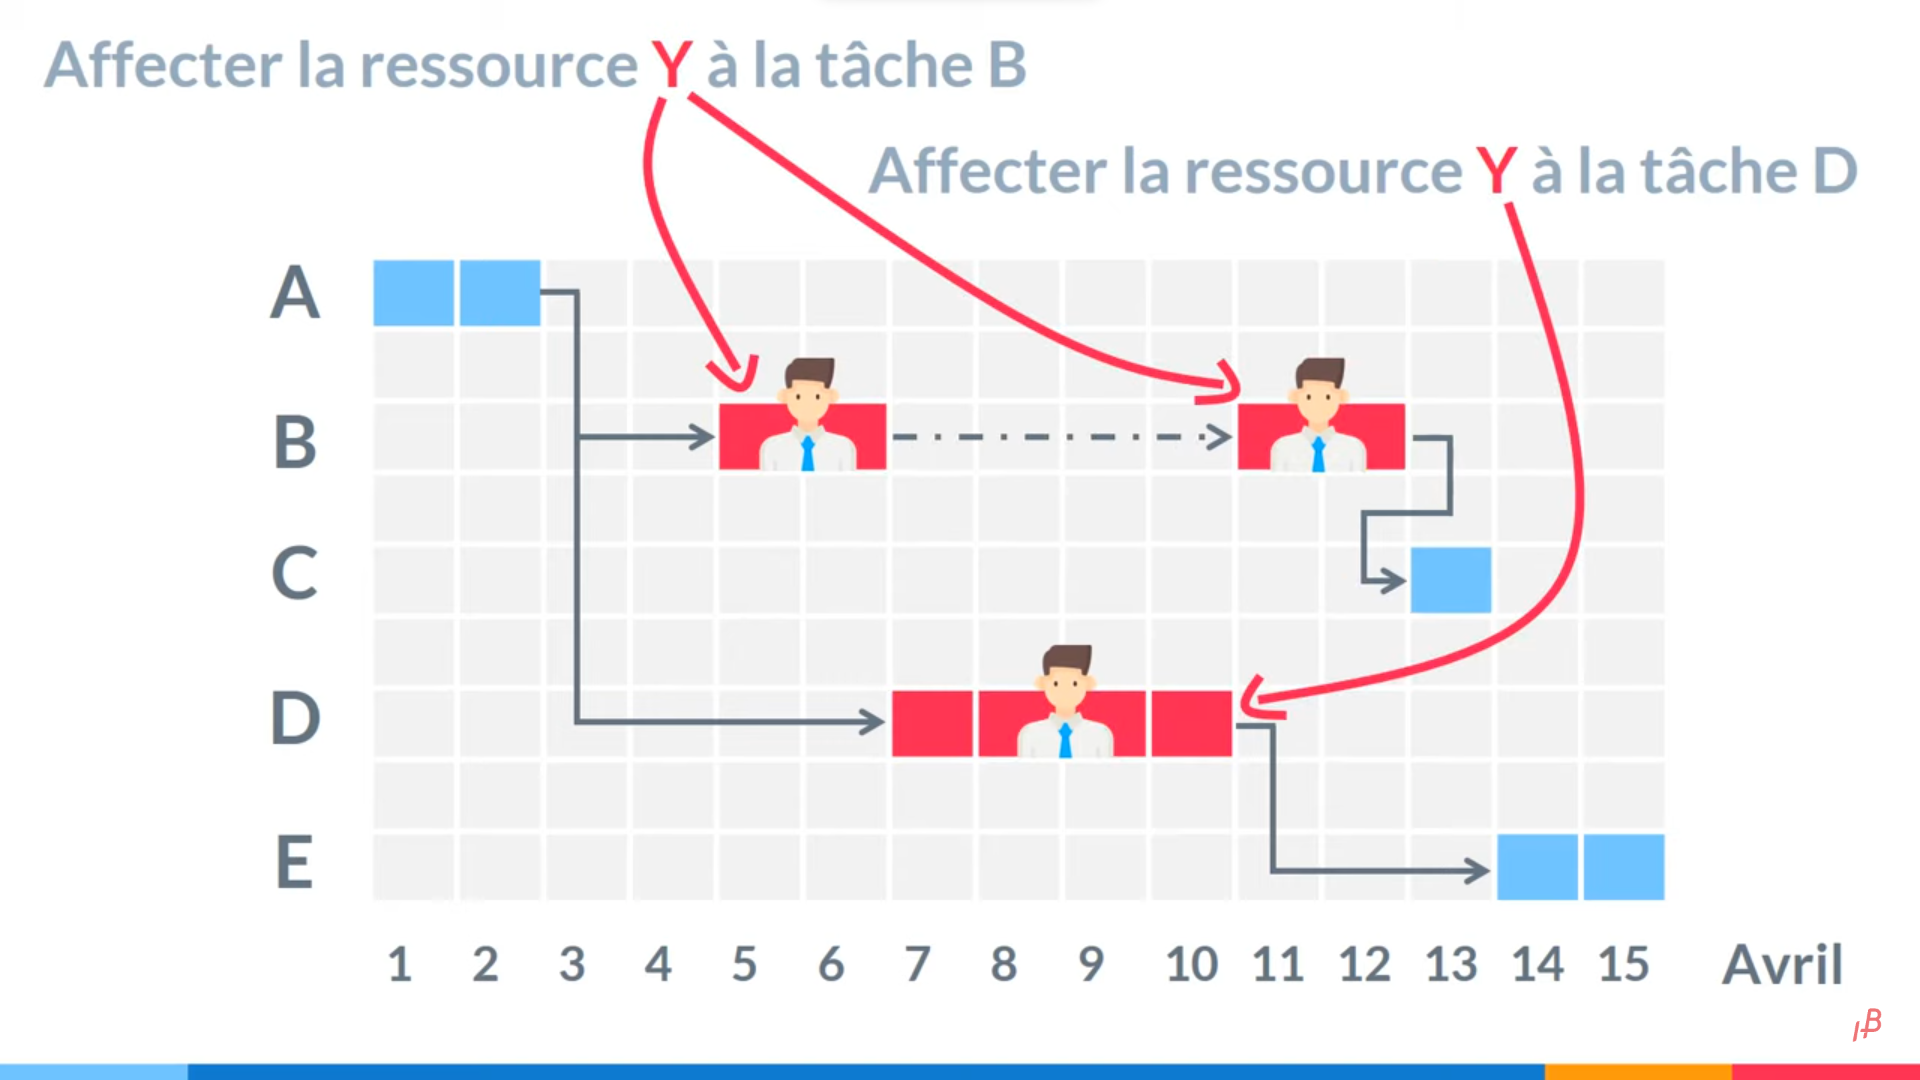 Affecter la ressource Y à la tâche B
Affecter la ressource Y à la tâche D
A
B
C
D
E
1 2 3 4 5 6 7 8 9 10 11 12 13 14 15 Avril